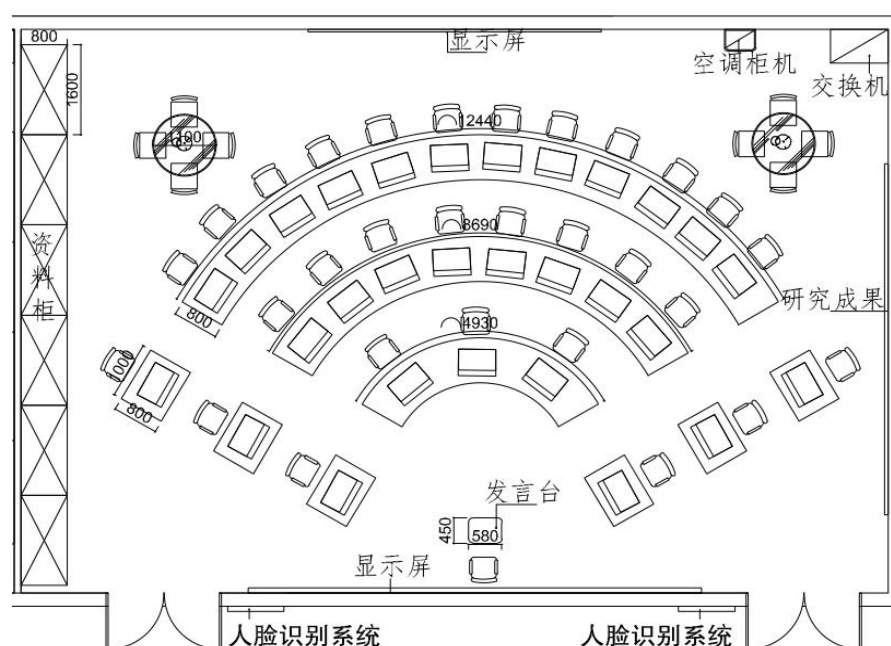 800
显示屏
空调柜机
交换机
1600
12440
1100
8690
资料柜
研究成果
800
4930
1000
800
发言台
450
580
显示屏
人脸识别系统
人脸识别系统